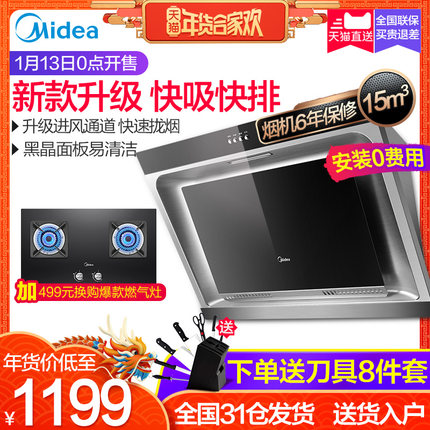 Midea
天猫 年货合家欢
天猫直送
全国联保
买贵退差
1月13日0点开售
新款升级 快吸快排
升级进风通道 快速拢烟
黑晶面板易清洁
烟机6年保修 15m³
安装0费用
Midea
Midea
加 499元换购爆款燃气灶
送
年货价低至
¥1199
下单送刀具8件套
全国31仓发货 送货入户